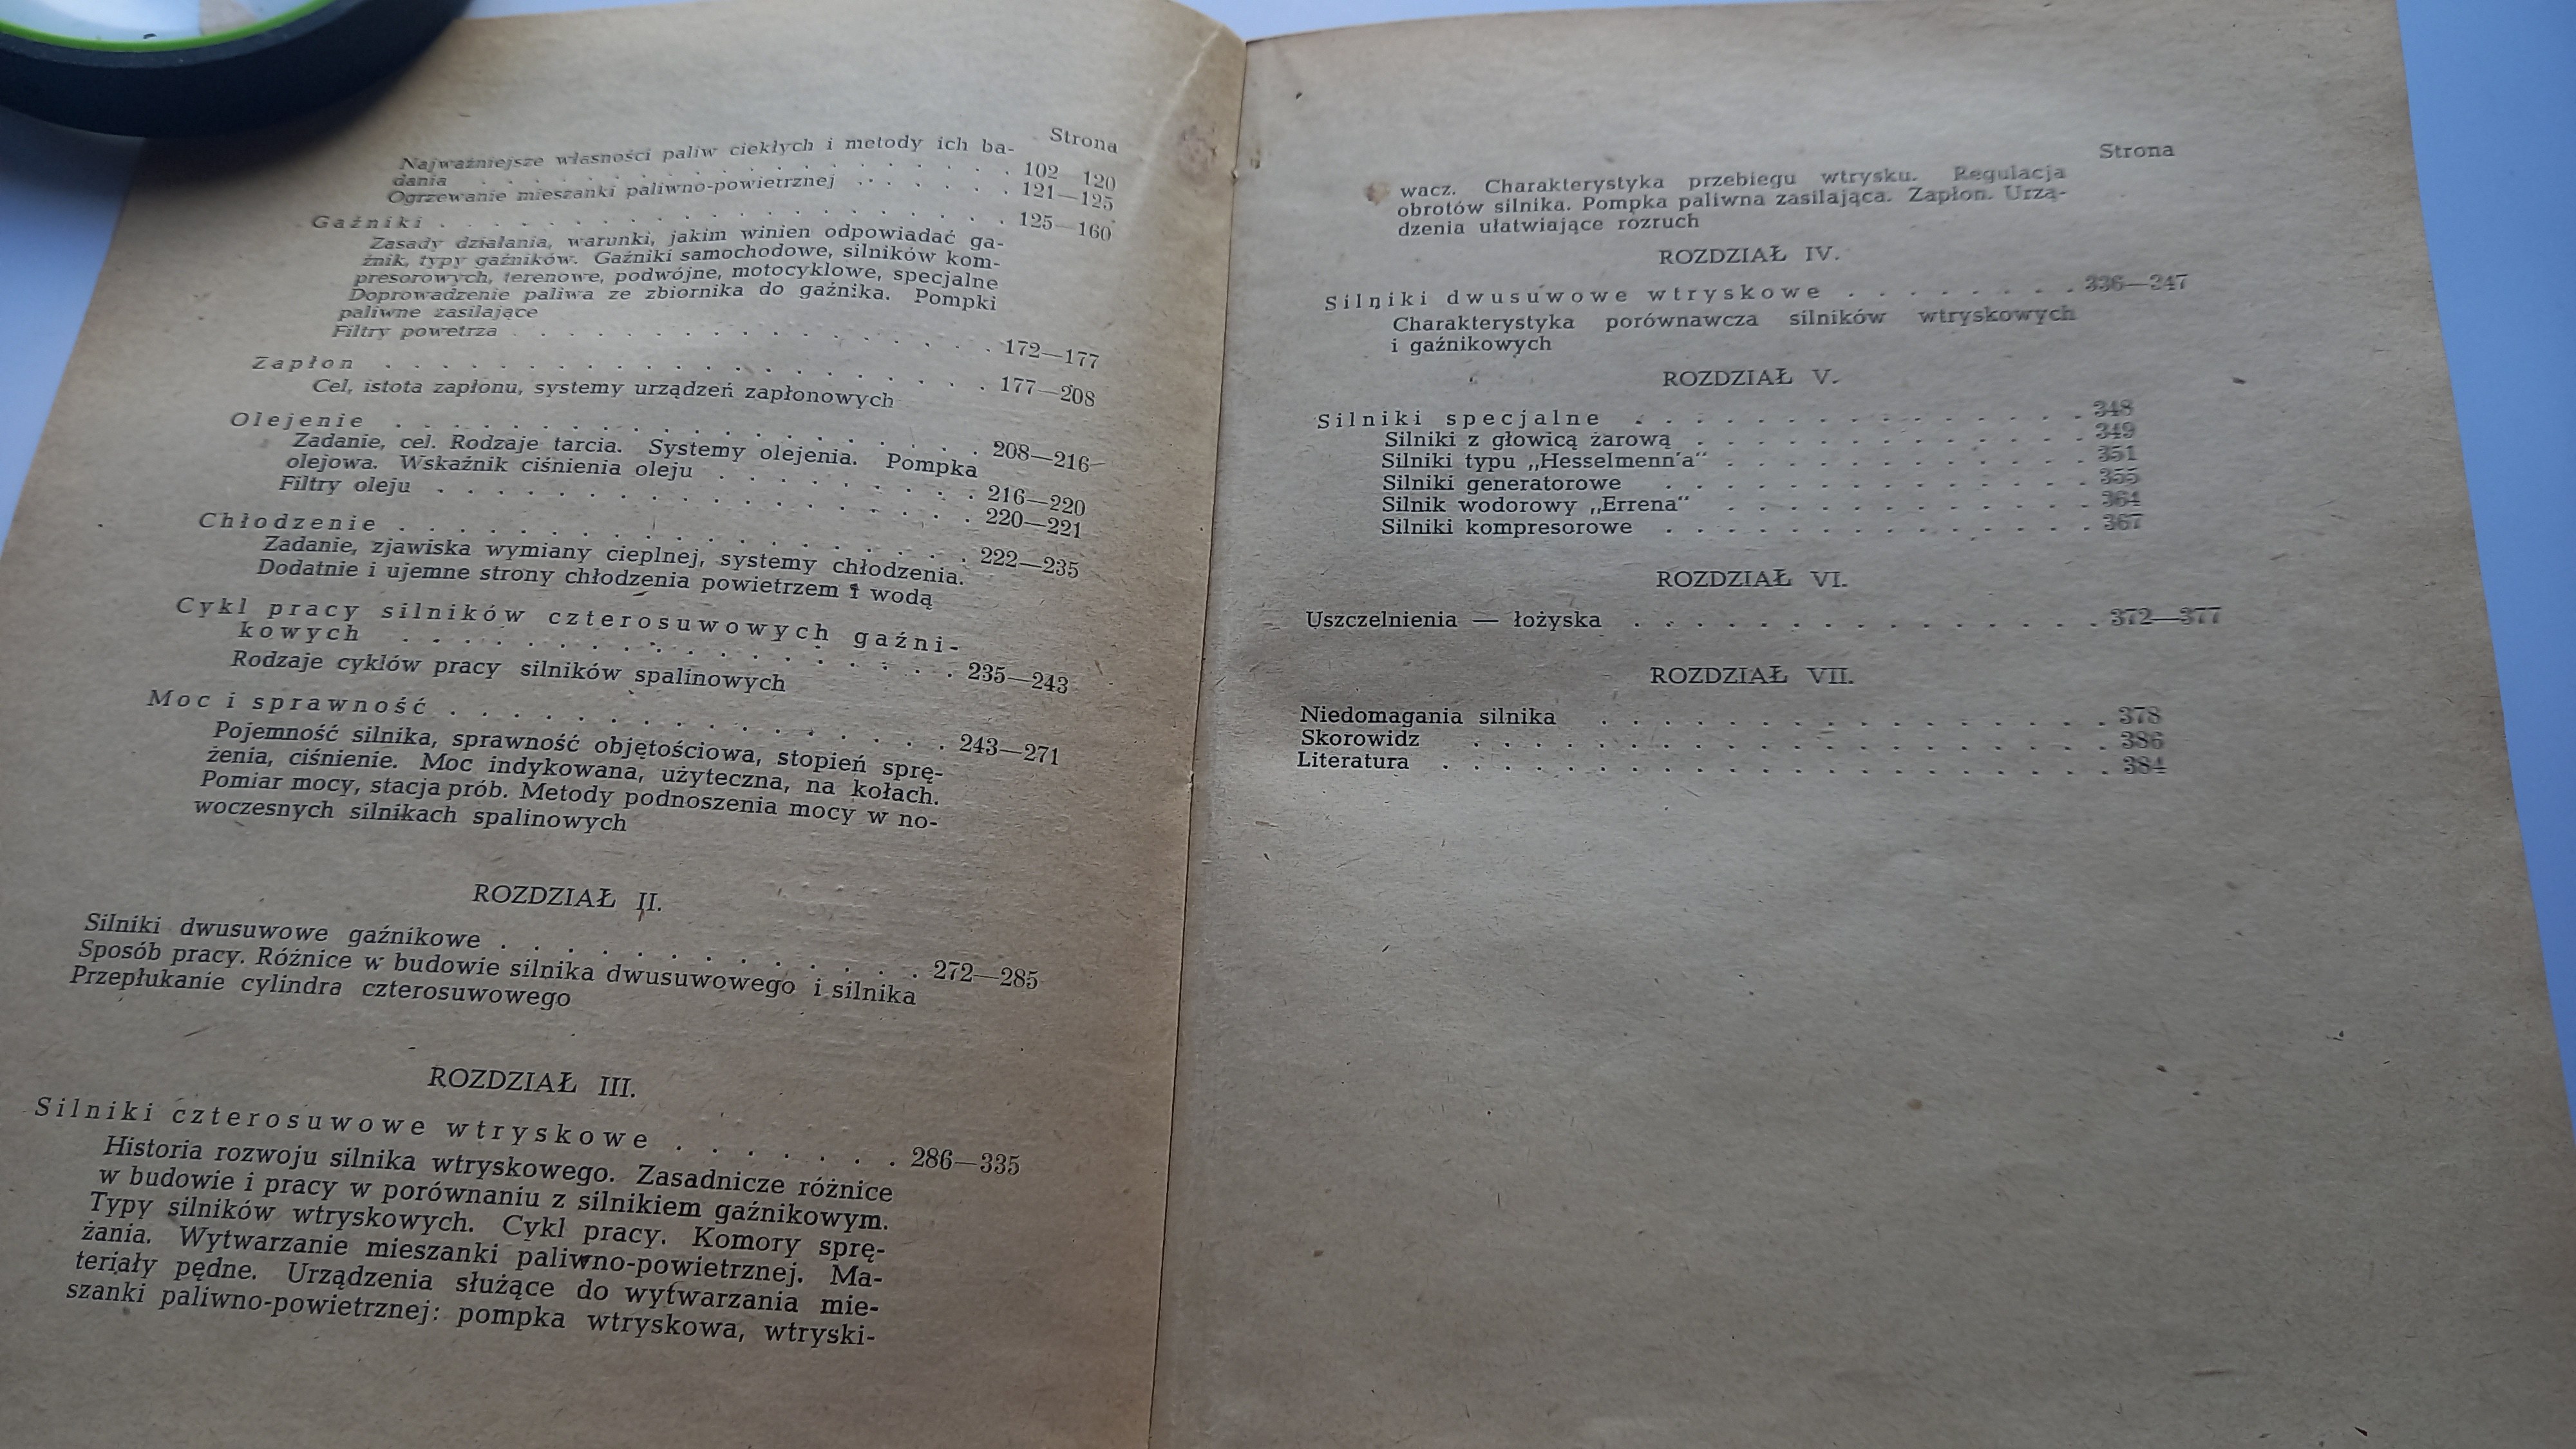 Strona
Najważniejsze własności paliw ciekłych i metody ich ba-
dania . . . . . . . . . . . . 102—120
Ogrzewanie mieszanki paliwno-powietrznej . . . . . . 121—125
Gaźniki . . . . . . . . . . . . . . 125—160
Zasady działania, warunki, jakim winien odpowiadać ga-
źnik, typy gaźników. Gaźniki samochodowe, silników kom-
presorowych, terenowe, podwójne, motocyklowe, specjalne
Doprowadzenie paliwa ze zbiornika do gaźnika. Pompki
paliwne zasilające
Filtry powetrza . . . . . . . . . . . . 172—177
Zapłon . . . . . . . . . . . . . . . 177—208
Cel, istota zapłonu, systemy urządzeń zapłonowych
Olejenie . . . . . . . . . . . . . . 208—216
Zadanie, cel. Rodzaje tarcia. Systemy olejenia. Pompka
olejowa. Wskaźnik ciśnienia oleju . . . . . . . . 216—220
Filtry oleju . . . . . . . . . . . . . 220—221
Chłodzenie . . . . . . . . . . . . . 222—235
Zadanie, zjawiska wymiany cieplnej, systemy chłodzenia.
Dodatnie i ujemne strony chłodzenia powietrzem i wodą
Cykl pracy silników czterosuwowych gaźni-
kowych . . . . . . . . . . . . . 235—243
Rodzaje cyklów pracy silników spalinowych
Moc i sprawność . . . . . . . . . . . . 243—271
Pojemność silnika, sprawność objętościowa, stopień sprę-
żenia, ciśnienie. Moc indykowana, użyteczna, na kołach.
Pomiar mocy, stacja prób. Metody podnoszenia mocy w no-
woczesnych silnikach spalinowych
ROZDZIAŁ II.
Silniki dwusuwowe gaźnikowe . . . . . . . . . . 272—285
Sposób pracy. Różnice w budowie silnika dwusuwowego i silnika
Przepłukanie cylindra czterosuwowego
ROZDZIAŁ III.
Silniki czterosuwowe wtryskowe . . . . . . . 286—335
Historia rozwoju silnika wtryskowego. Zasadnicze różnice
w budowie i pracy w porównaniu z silnikiem gaźnikowym.
Typy silników wtryskowych. Cykl pracy. Komory sprę-
żania. Wytwarzanie mieszanki paliwno-powietrznej. Ma-
teriały pędne. Urządzenia służące do wytwarzania mie-
szanki paliwno-powietrznej: pompka wtryskowa, wtryski-
Strona
wacz. Charakterystyka przebiegu wtrysku. Regulacja
obrotów silnika. Pompka paliwna zasilająca. Zapłon. Urzą-
dzenia ułatwiające rozruch
ROZDZIAŁ IV.
Silniki dwusuwowe wtryskowe . . . . . . . . 336—347
Charakterystyka porównawcza silników wtryskowych
i gaźnikowych
ROZDZIAŁ V.
Silniki specjalne . . . . . . . . . . . . 348
Silniki z głowicą żarową . . . . . . . . . . 349
Silniki typu „Hesselmenn'a" . . . . . . . . . . 351
Silniki generatorowe . . . . . . . . . . . 355
Silnik wodorowy „Errena" . . . . . . . . . . 364
Silniki kompresorowe . . . . . . . . . . . 367
ROZDZIAŁ VI.
Uszczelnienia — łożyska . . . . . . . . . . . . 372—377
ROZDZIAŁ VII.
Niedomagania silnika . . . . . . . . . . . . . 378
Skorowidz . . . . . . . . . . . . . . . . 386
Literatura . . . . . . . . . . . . . . . . 384